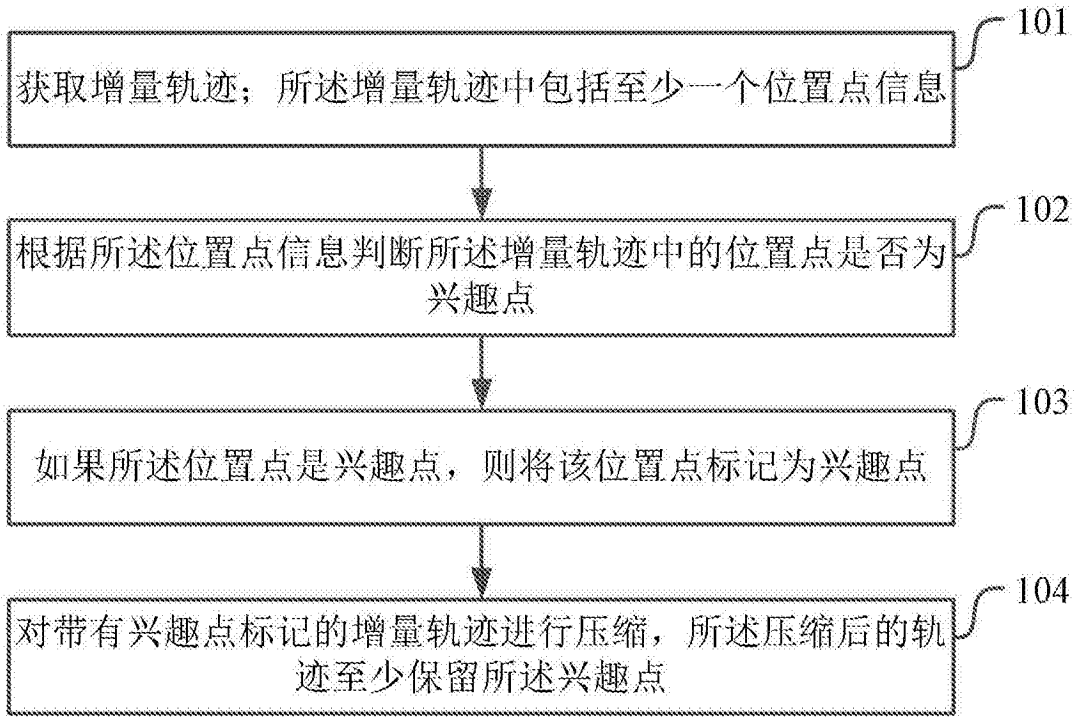 101
获取增量轨迹；所述增量轨迹中包括至少一个位置点信息
102
根据所述位置点信息判断所述增量轨迹中的位置点是否为
兴趣点
103
如果所述位置点是兴趣点，则将该位置点标记为兴趣点
104
对带有兴趣点标记的增量轨迹进行压缩，所述压缩后的轨
迹至少保留所述兴趣点